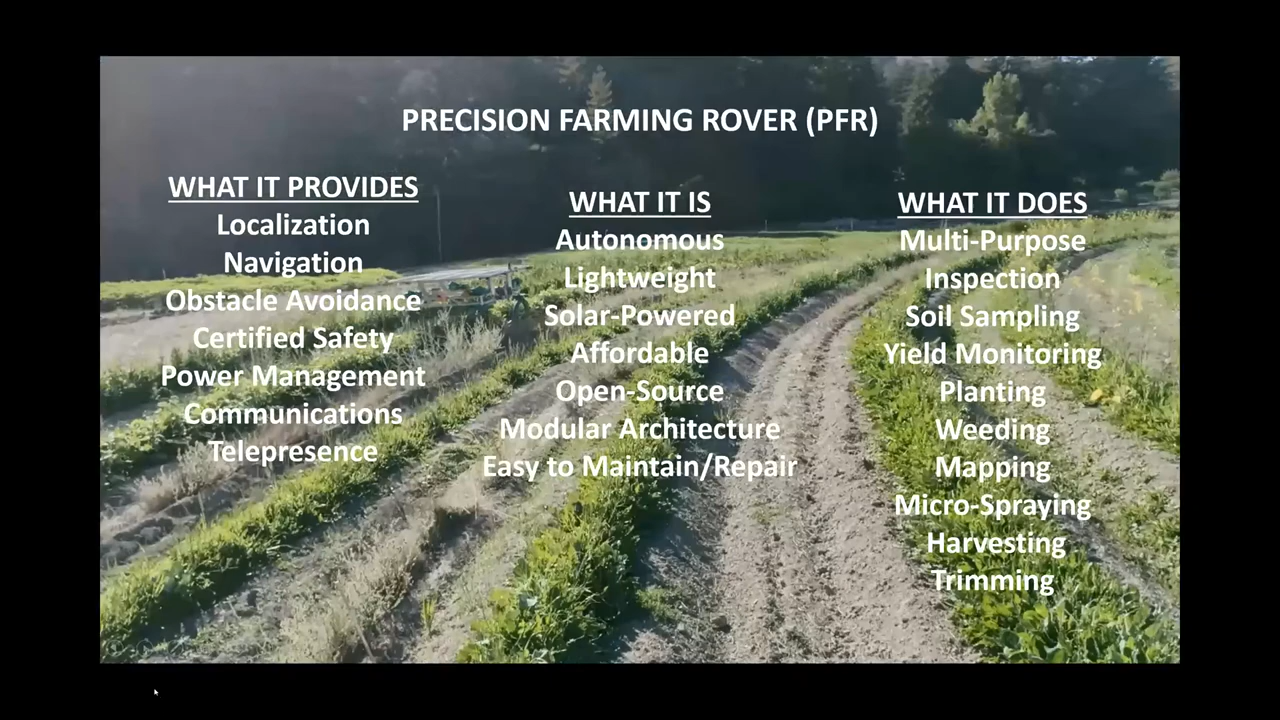 PRECISION FARMING ROVER (PFR)
WHAT IT PROVIDES
Localization
Navigation
Obstacle Avoidance
Certified Safety
Power Management
Communications
Telepresence
WHAT IT IS
Autonomous
Lightweight
Solar-Powered
Affordable
Open-Source
Modular Architecture
Easy to Maintain/Repair
WHAT IT DOES
Multi-Purpose
Inspection
Soil Sampling
Yield Monitoring
Planting
Weeding
Mapping
Micro-Spraying
Harvesting
Trimming